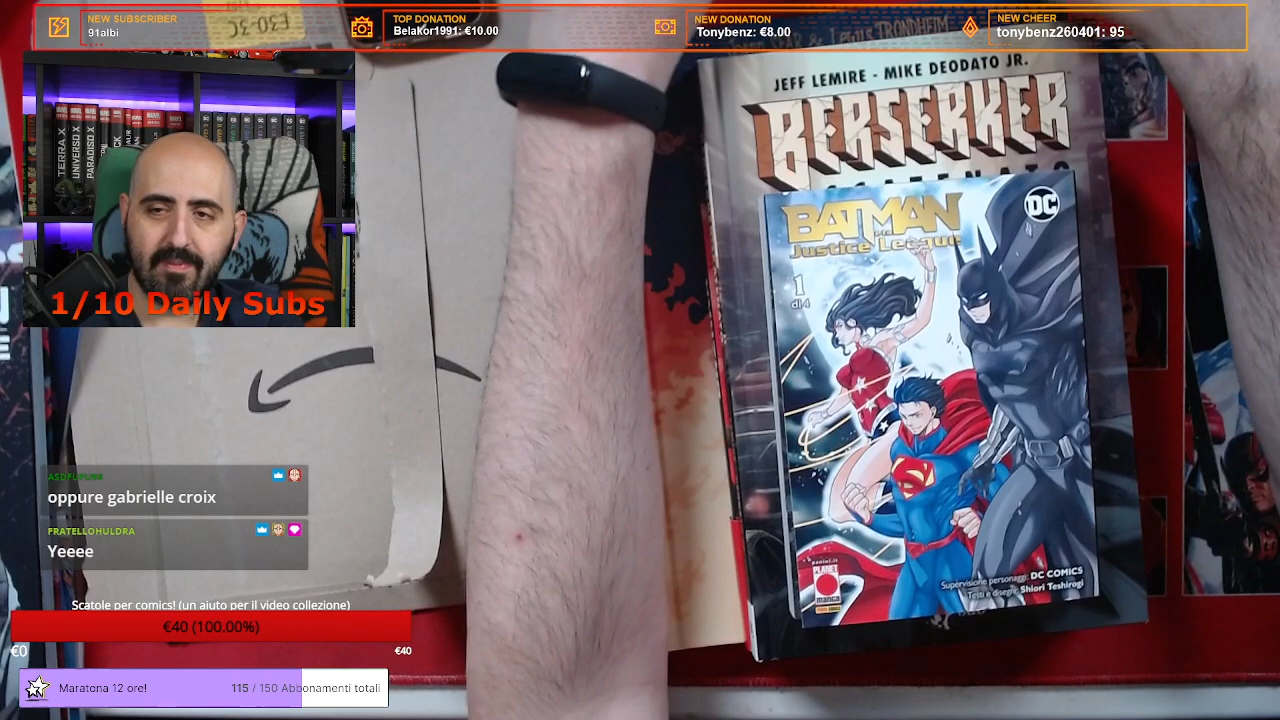 NEW SUBSCRIBER
91albi
TOP DONATION
Belakor1991: €10.00
NEW DONATION
Tonybenz: €8.00
NEW CHEER
tonybenz260401: 95
TERRA X
UNIVERSO X
PARADISO X
1/10 Daily Subs
JEFF LEMIRE - MIKE DEODATO JR.
BERSERKER
BATMAN
Justice League
DC
1
di 4
panini.it
PLANET
manga
Supervisione personaggi: DC COMICS
Testi e disegni: Shiori Teshirogi
oppure gabrielle croix
FRATELLOHULDRA
Yeeee
Scatole per comics! (un aiuto per il video collezione)
€40 (100.00%)
€0
€40
Maratona 12 ore!
115 / 150 Abbonamenti totali